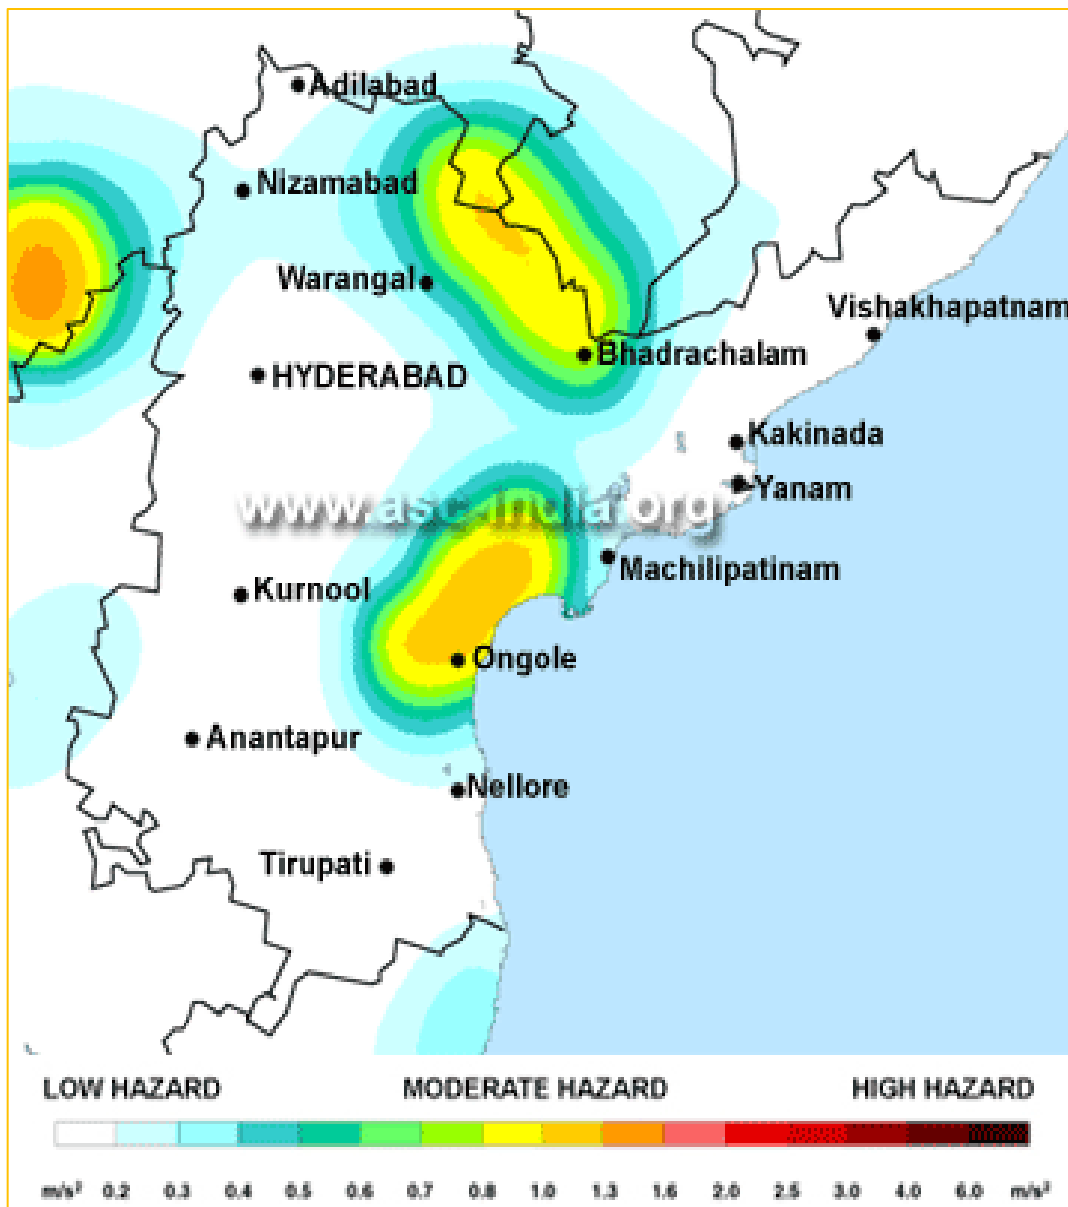 Adilabad
Nizamabad
Warangal
Vishakhapatnam
Bhadrachalam
HYDERABAD
Kakinada
Yanam
www.asc-india.org
Machilipatinam
Kurnool
Ongole
Anantapur
Nellore
Tirupati
LOW HAZARD MODERATE HAZARD HIGH HAZARD
m/s² 0.2 0.3 0.4 0.5 0.6 0.7 0.8 1.0 1.3 1.6 2.0 2.5 3.0 4.0 6.0 m/s²